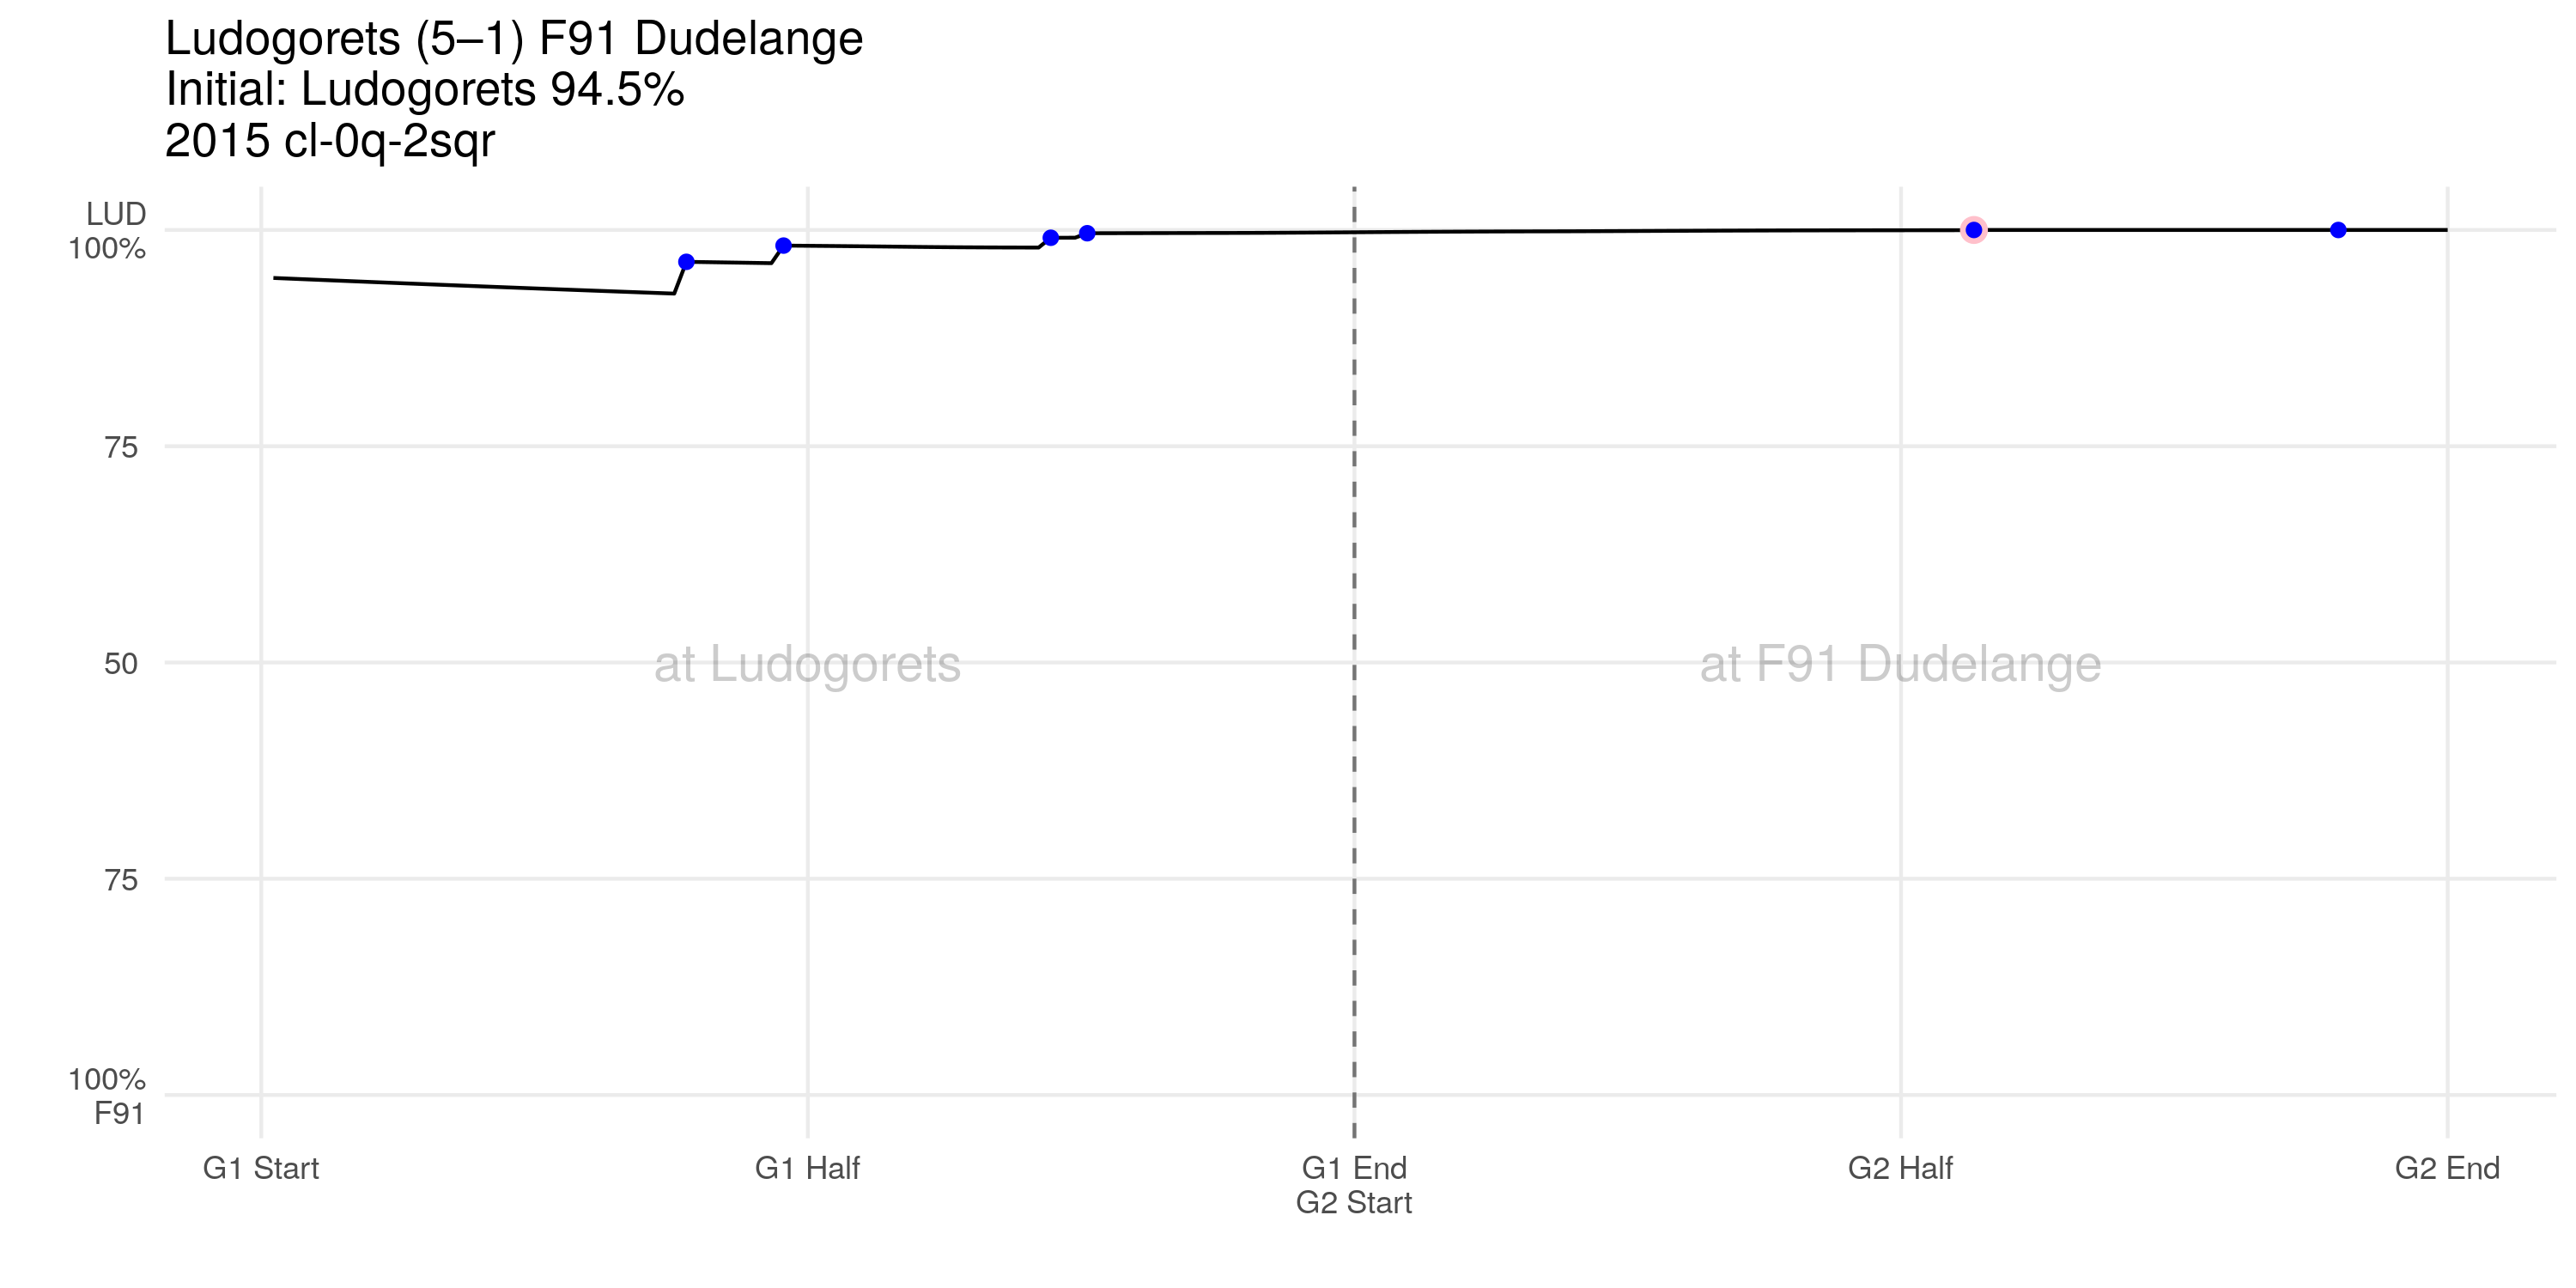 Ludogorets (5–1) F91 Dudelange
Initial: Ludogorets 94.5%
2015 cl-0q-2sqr
LUD
100%
75
50
75
100%
F91
at Ludogorets
at F91 Dudelange
G1 Start
G1 Half
G1 End
G2 Start
G2 Half
G2 End